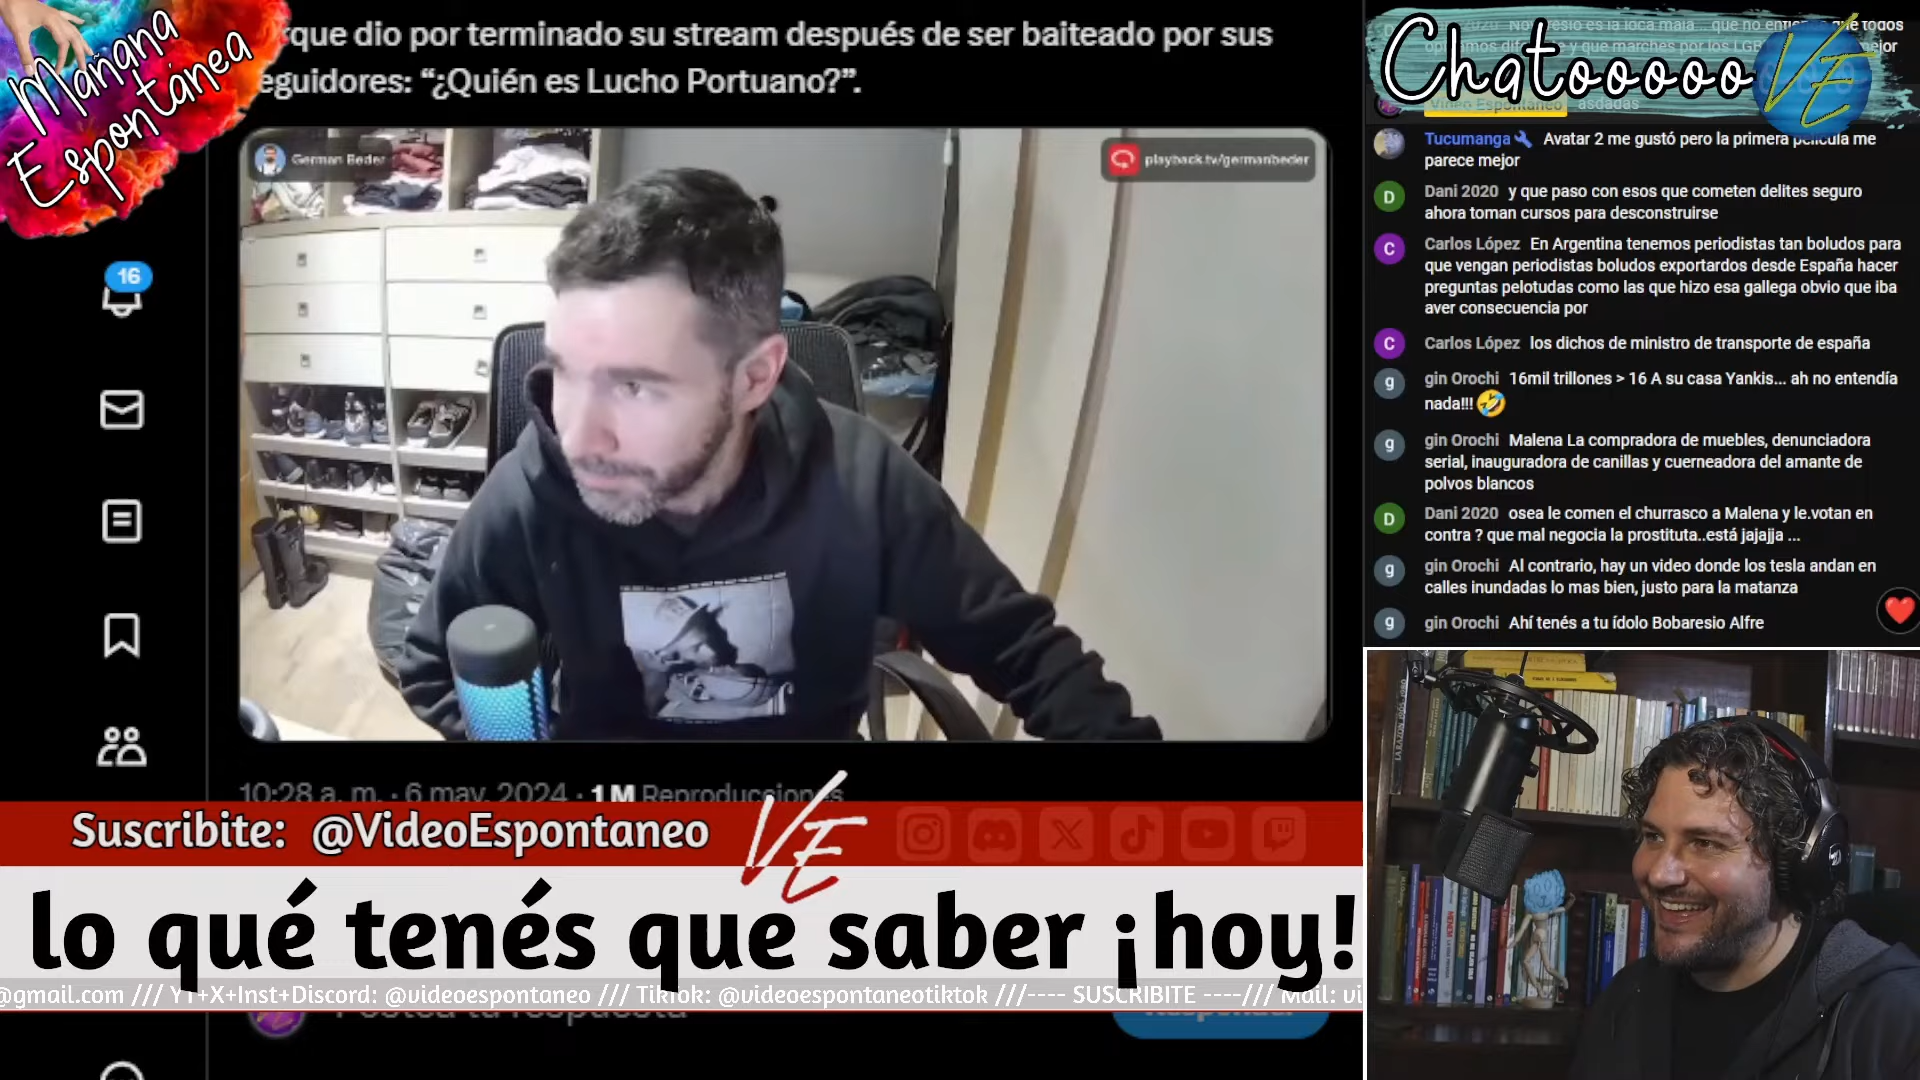 Mañana
Espontánea
que dio por terminado su stream después de ser baiteado por sus
eguidores: “¿Quién es Lucho Portuano?”.
German Beder
playback.tv/germanbeder
16
10:28 a. m. · 6 may. 2024 · 1 M Reproducciones
Suscribite: @VideoEspontaneo
VE
lo qué tenés que saber ¡hoy!
@gmail.com /// YT+X+Inst+Discord: @videoespontaneo /// TikTok: @videoespontaneotiktok ///---- SUSCRIBITE ----/// Mail: vi
Postea tu respuesta
Chatooooo VE
Video Espontaneo asdadas
Tucumanga Avatar 2 me gustó pero la primera película me
parece mejor
D
Dani 2020 y que paso con esos que cometen delites seguro
ahora toman cursos para desconstruirse
C
Carlos López En Argentina tenemos periodistas tan boludos para
que vengan periodistas boludos exportardos desde España hacer
preguntas pelotudas como las que hizo esa gallega obvio que iba
aver consecuencia por
C
Carlos López los dichos de ministro de transporte de españa
g
gin Orochi 16mil trillones > 16 A su casa Yankis... ah no entendía
nada!!! 🤣
g
gin Orochi Malena La compradora de muebles, denunciadora
serial, inauguradora de canillas y cuerneadora del amante de
polvos blancos
D
Dani 2020 osea le comen el churrasco a Malena y le.votan en
contra ? que mal negocia la prostituta..está jajajja ...
g
gin Orochi Al contrario, hay un video donde los tesla andan en
calles inundadas lo mas bien, justo para la matanza
g
gin Orochi Ahí tenés a tu ídolo Bobaresio Alfre